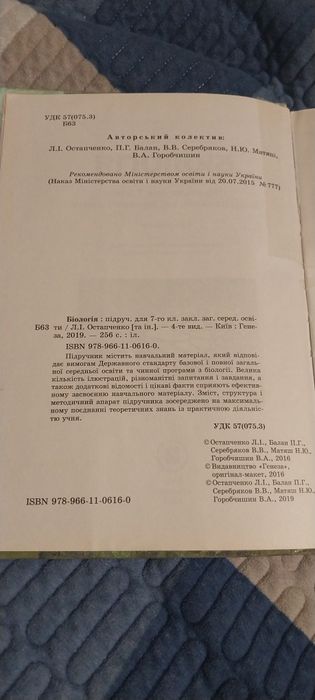 УДК 57(075.3)
Б63
Авторський колектив:
Л.І. Остапченко, П.Г. Балан, В.В. Серебряков, Н.Ю. Матяш,
В.А. Горобчишин
Рекомендовано Міністерством освіти і науки України
(Наказ Міністерства освіти і науки України від 20.07.2015 № 777)
Біологія : підруч. для 7-го кл. закл. заг. серед. осві-
Б63 ти / Л.І. Остапченко [та ін.]. — 4-те вид. — Київ : Гене-
за, 2019. — 256 с. : іл.
ISBN 978-966-11-0616-0.
Підручник містить навчальний матеріал, який відпові-
дає вимогам Державного стандарту базової і повної загаль-
ної середньої освіти та чинної програми з біології. Велика
кількість ілюстрацій, різноманітні запитання і завдання, а
також додаткові відомості і цікаві факти сприяють ефектив-
ному засвоєнню навчального матеріалу. Зміст, структура і
методичний апарат підручника зосереджено на максималь-
ному поєднанні теоретичних знань із практичною діяльніс-
тю учня.
УДК 57(075.3)
© Остапченко Л.І., Балан П.Г.,
Серебряков В.В., Матяш Н.Ю.,
Горобчишин В.А., 2016
© Видавництво «Генеза»,
оригінал-макет, 2016
© Остапченко Л.І., Балан П.Г.,
Серебряков В.В., Матяш Н.Ю.,
Горобчишин В.А., 2019
ISBN 978-966-11-0616-0